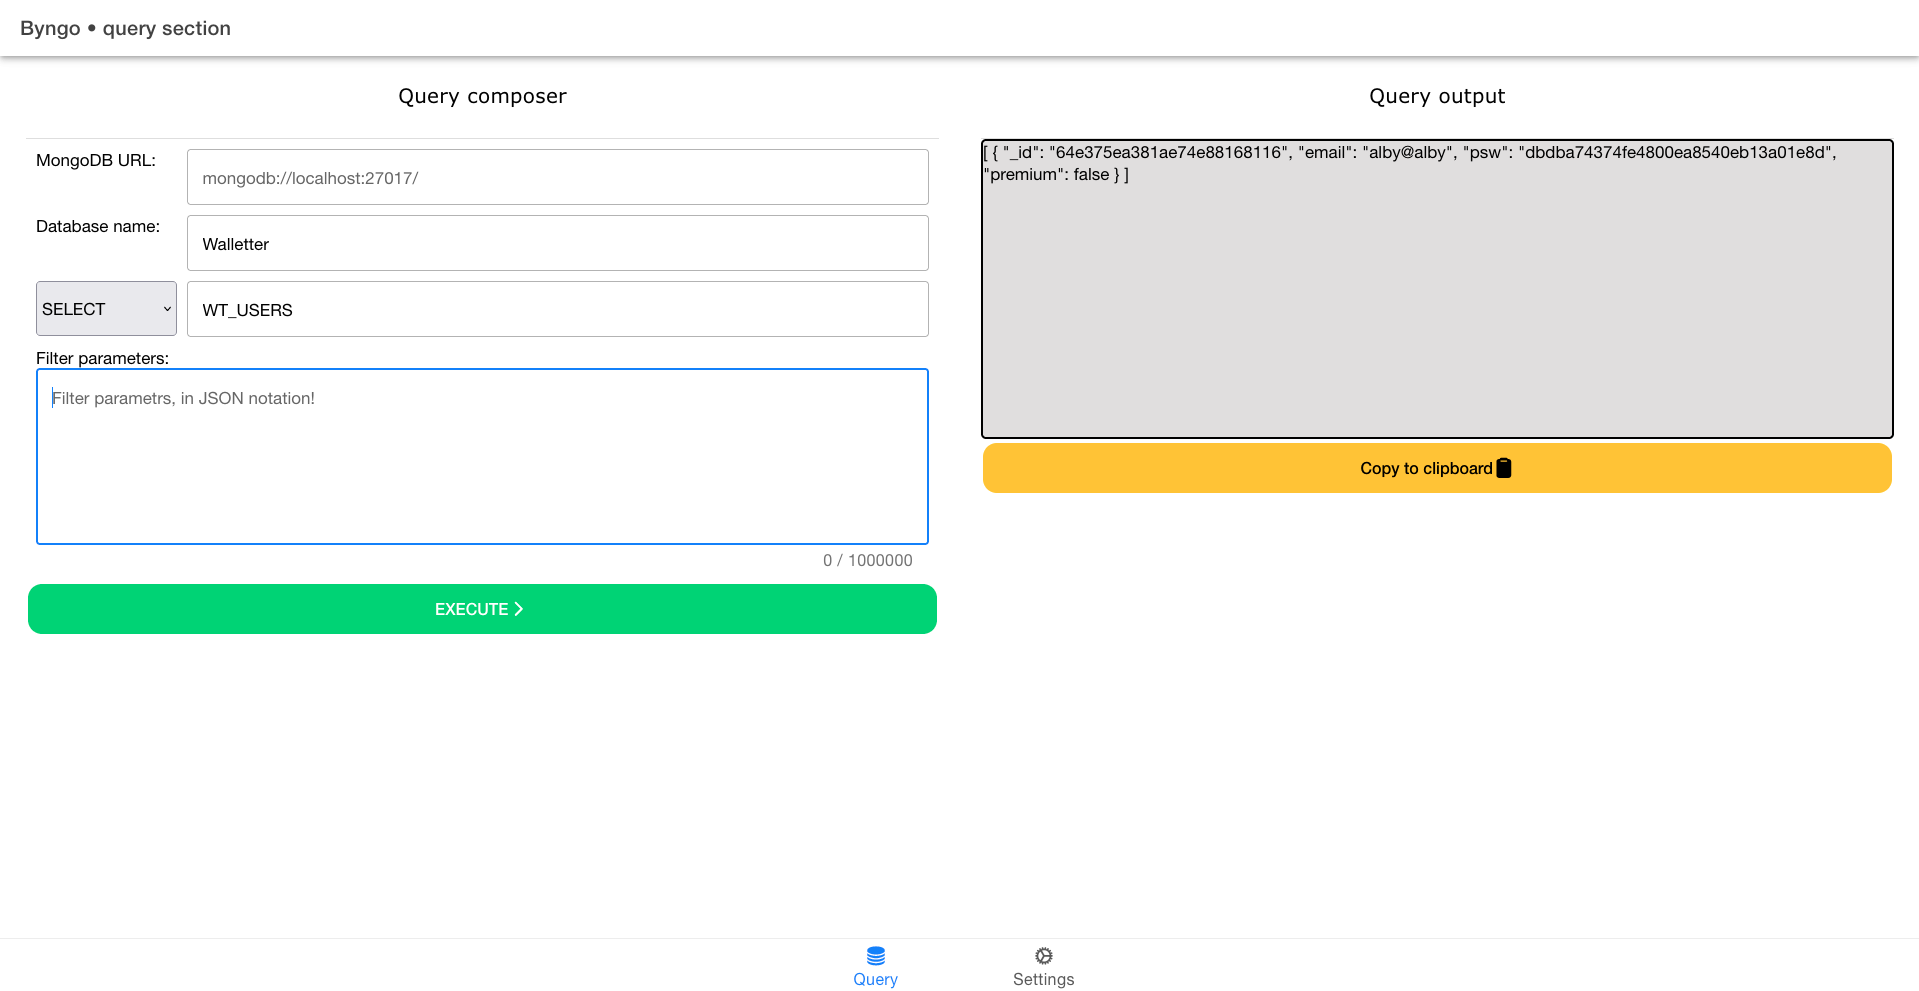 Byngo • query section
Query composer
MongoDB URL:
mongodb://localhost:27017/
Database name:
Walletter
SELECT
WT_USERS
Filter parameters:
Filter parametrs, in JSON notation!
0 / 1000000
EXECUTE
Query output
[ { "_id": "64e375ea381ae74e88168116", "email": "alby@alby", "psw": "dbdba74374fe4800ea8540eb13a01e8d",
"premium": false } ]
Copy to clipboard
Query
Settings